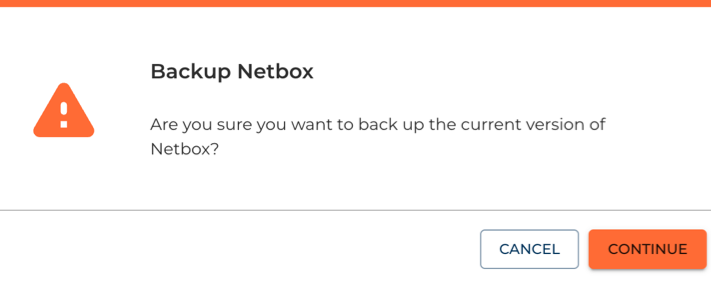 Backup Netbox
Are you sure you want to back up the current version of
Netbox?
CANCEL
CONTINUE